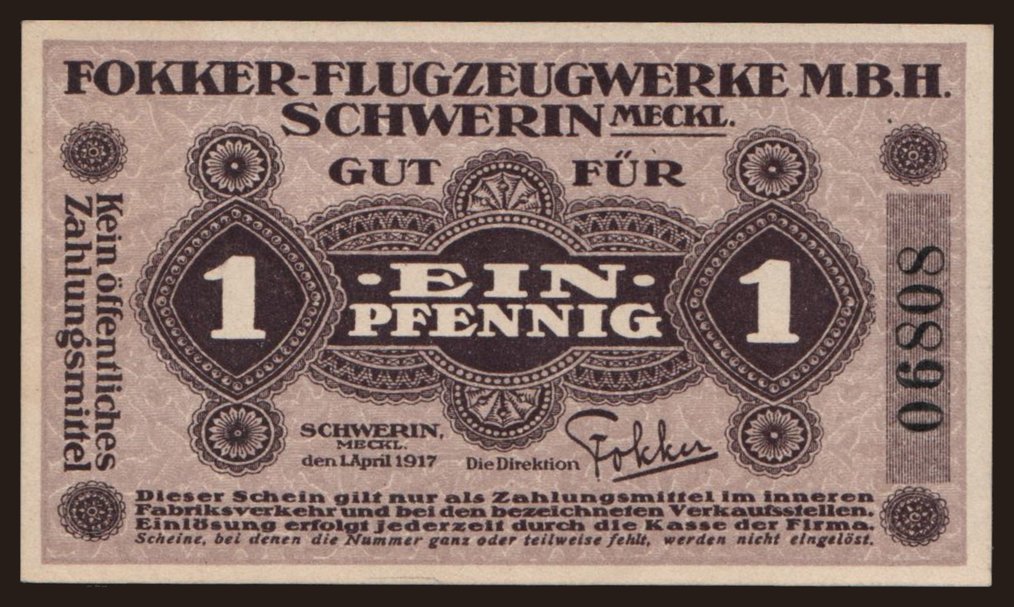 FOKKER-FLUGZEUGWERKE M.B.H.
SCHWERIN MECKL.
GUT FÜR
1 ·EIN· 1
PFENNIG
Kein öffentliches
Zahlungsmittel
06808
SCHWERIN,
MECKL.
den 1.April 1917 Die Direktion Fokker
Dieser Schein gilt nur als Zahlungsmittel im inneren
Fabriksverkehr und bei den bezeichneten Verkaufsstellen.
Einlösung erfolgt jederzeit durch die Kasse der Firma.
Scheine, bei denen die Nummer ganz oder teilweise fehlt, werden nicht eingelöst.